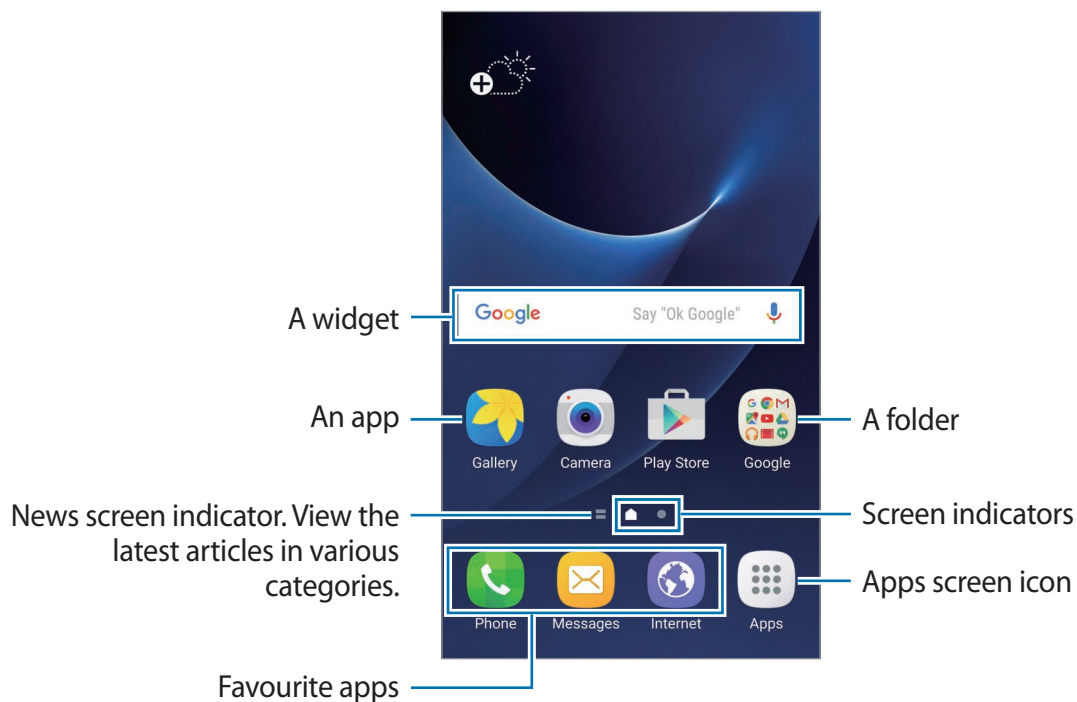 A widget
Google
Say "Ok Google"
An app
A folder
Gallery
Camera
Play Store
Google
News screen indicator. View the
latest articles in various
categories.
Screen indicators
Apps screen icon
Phone
Messages
Internet
Apps
Favourite apps